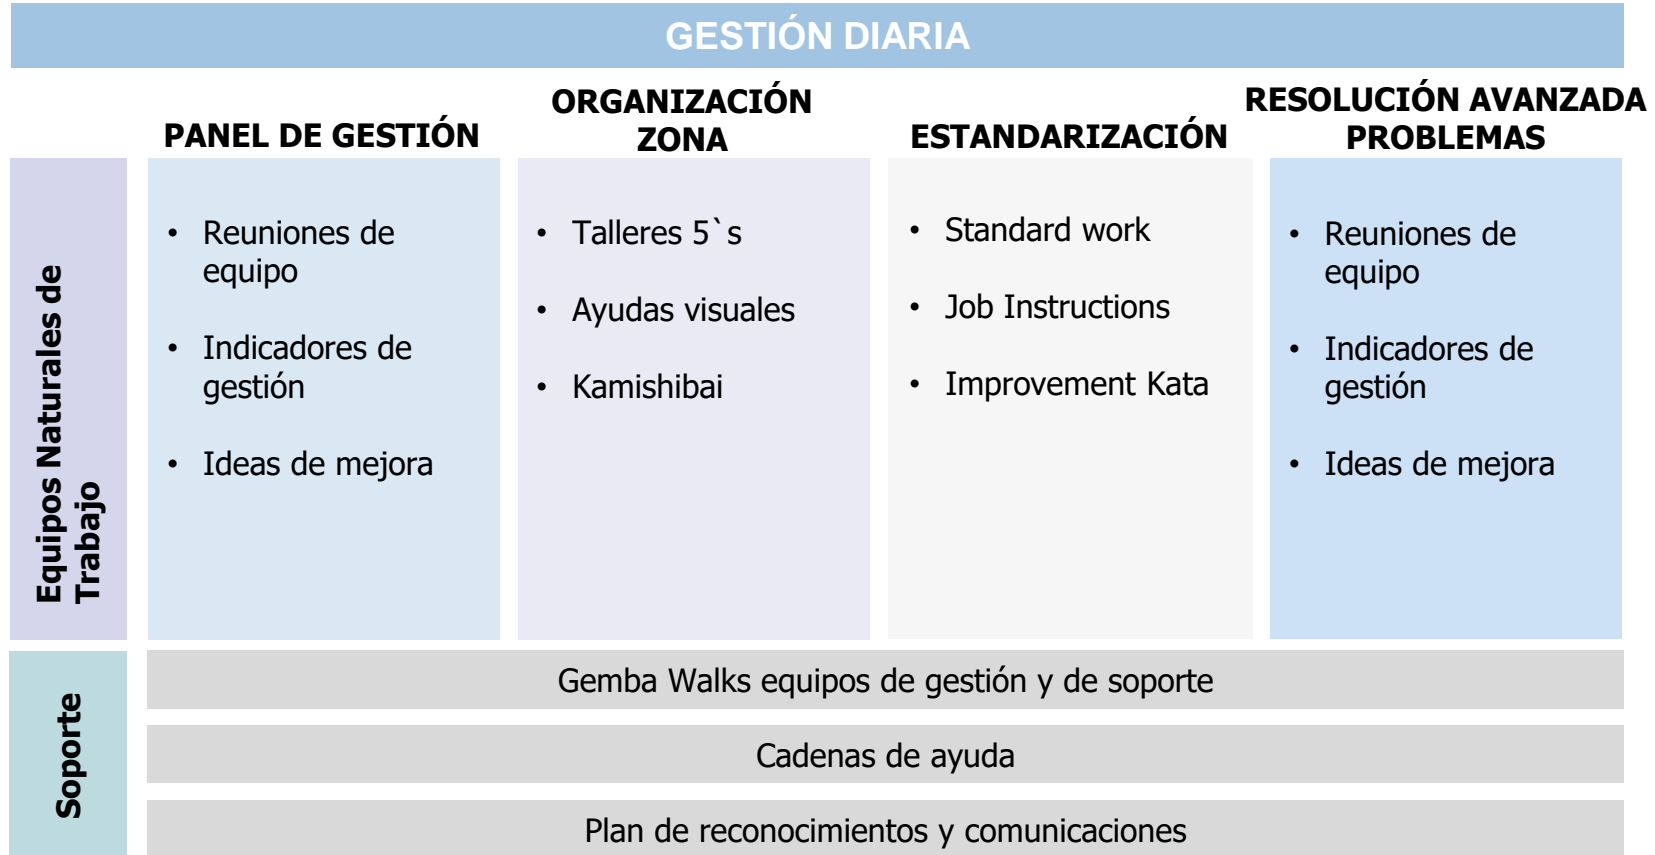 GESTIÓN DIARIA
PANEL DE GESTIÓN
ORGANIZACIÓN
ZONA
ESTANDARIZACIÓN
RESOLUCIÓN AVANZADA
PROBLEMAS
Equipos Naturales de
Trabajo
• Reuniones de
equipo
• Indicadores de
gestión
• Ideas de mejora
• Talleres 5`s
• Ayudas visuales
• Kamishibai
• Standard work
• Job Instructions
• Improvement Kata
• Reuniones de
equipo
• Indicadores de
gestión
• Ideas de mejora
Soporte
Gemba Walks equipos de gestión y de soporte
Cadenas de ayuda
Plan de reconocimientos y comunicaciones